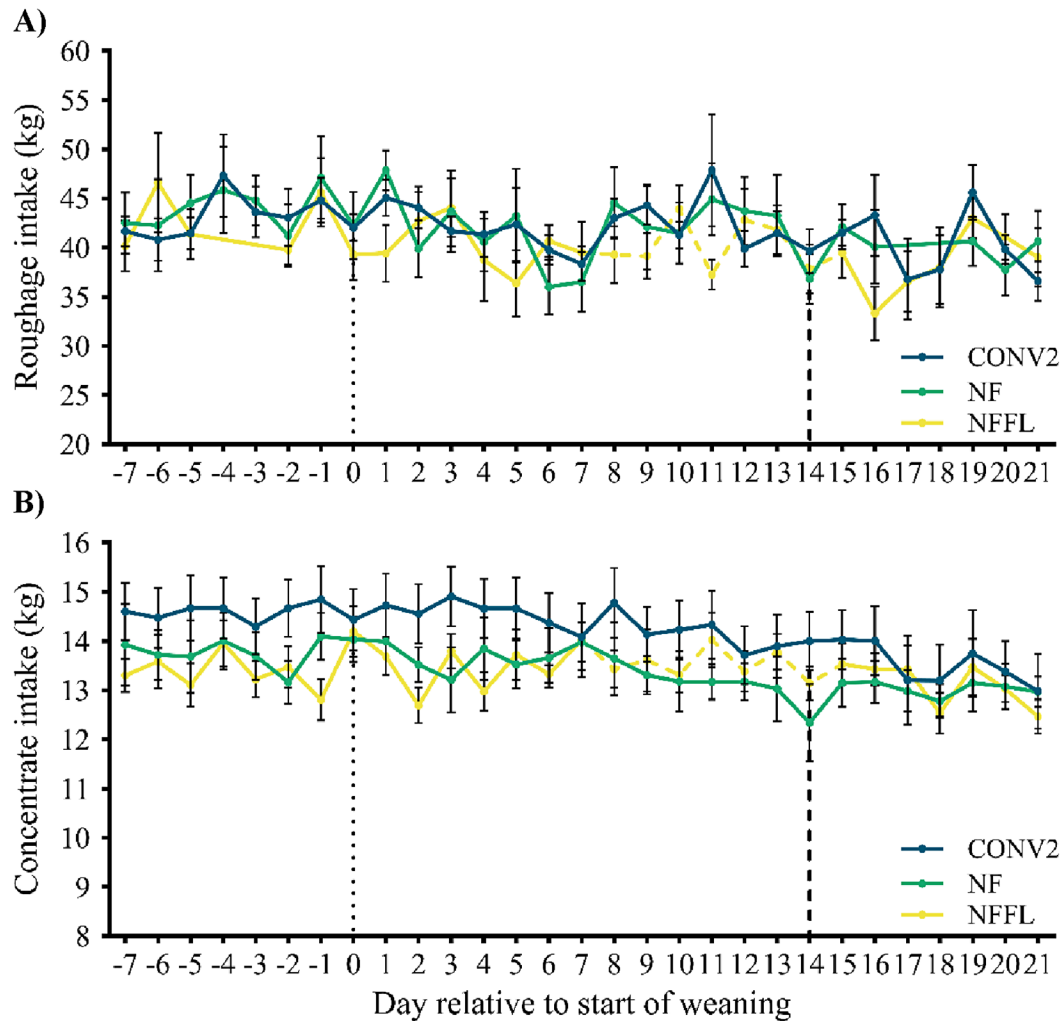 A)
Roughage intake (kg)
60
55
50
45
40
35
30
25
20
CONV2
NF
NFFL
-7 -6 -5 -4 -3 -2 -1 0 1 2 3 4 5 6 7 8 9 10 11 12 13 14 15 16 17 18 19 20 21
B)
Concentrate intake (kg)
16
15
14
13
12
11
10
9
8
CONV2
NF
NFFL
-7 -6 -5 -4 -3 -2 -1 0 1 2 3 4 5 6 7 8 9 10 11 12 13 14 15 16 17 18 19 20 21
Day relative to start of weaning